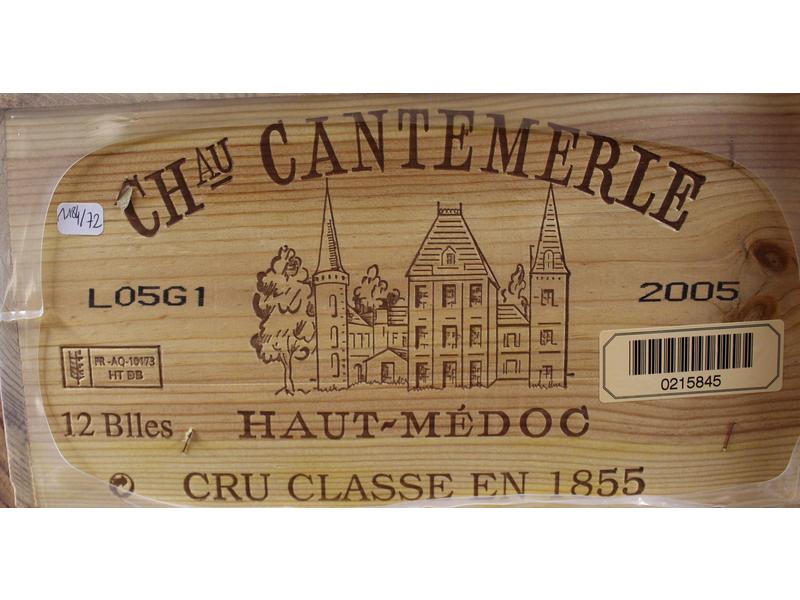 CHAU CANTEMERLE
1184/72
L05G1
2005
FR-AQ-10173
HT DB
0215845
12 Blles
HAUT-MÉDOC
CRU CLASSE EN 1855